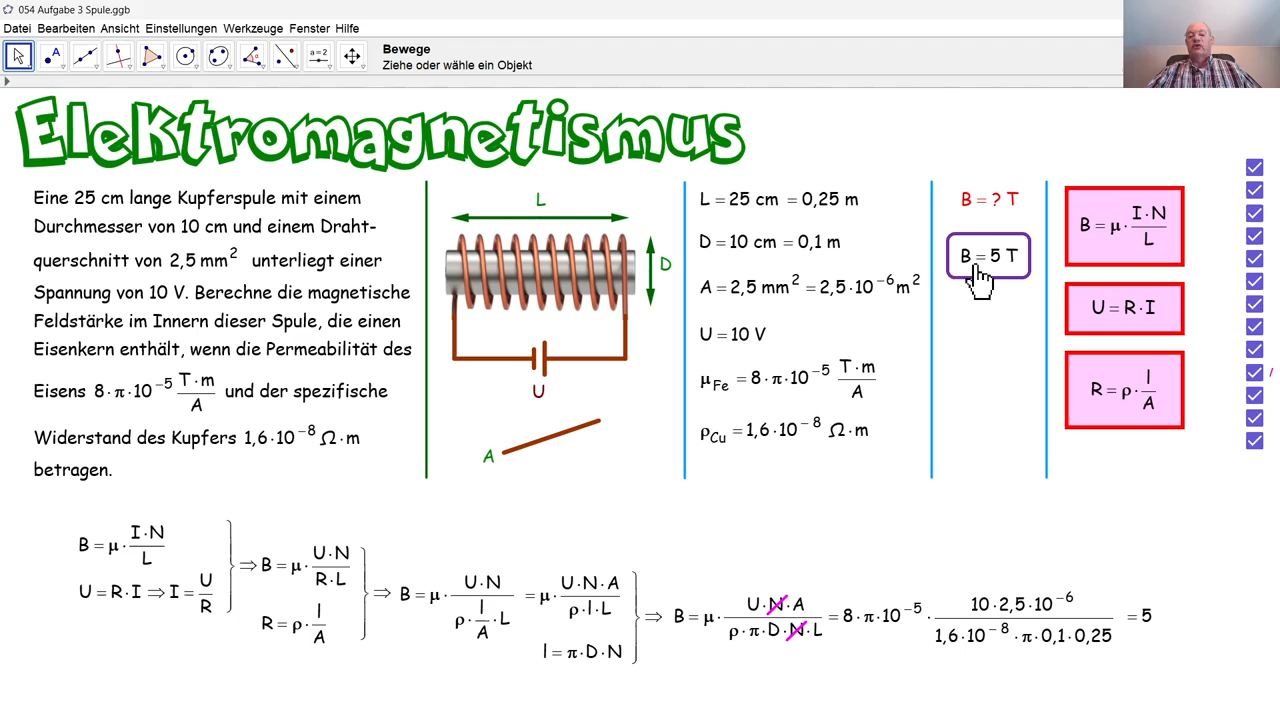 054 Aufgabe 3 Spule.ggb
Datei Bearbeiten Ansicht Einstellungen Werkzeuge Fenster Hilfe
A
a=2
Bewege
Ziehe oder wähle ein Objekt
Elektromagnetismus
Eine 25 cm lange Kupferspule mit einem
Durchmesser von 10 cm und einem Draht-
querschnitt von 2,5 mm² unterliegt einer
Spannung von 10 V. Berechne die magnetische
Feldstärke im Innern dieser Spule, die einen
Eisenkern enthält, wenn die Permeabilität des
Eisens 8·π·10⁻⁵ T·m/A und der spezifische
Widerstand des Kupfers 1,6·10⁻⁸ Ω·m
betragen.
L
D
U
A
L = 25 cm = 0,25 m
D = 10 cm = 0,1 m
A = 2,5 mm² = 2,5·10⁻⁶ m²
U = 10 V
μFe = 8·π·10⁻⁵ T·m/A
ρCu = 1,6·10⁻⁸ Ω·m
B = ? T
B = 5 T
B = μ · I·N/L
U = R·I
R = ρ · l/A
B = μ · I·N/L
U = R·I ⇒ I = U/R
⇒ B = μ · U·N/R·L
R = ρ · l/A
⇒ B = μ · U·N/ρ·l/A·L = μ · U·N·A/ρ·l·L
l = π·D·N
⇒ B = μ · U·N·A/ρ·π·D·N·L = 8·π·10⁻⁵ · 10·2,5·10⁻⁶/1,6·10⁻⁸·π·0,1·0,25 = 5